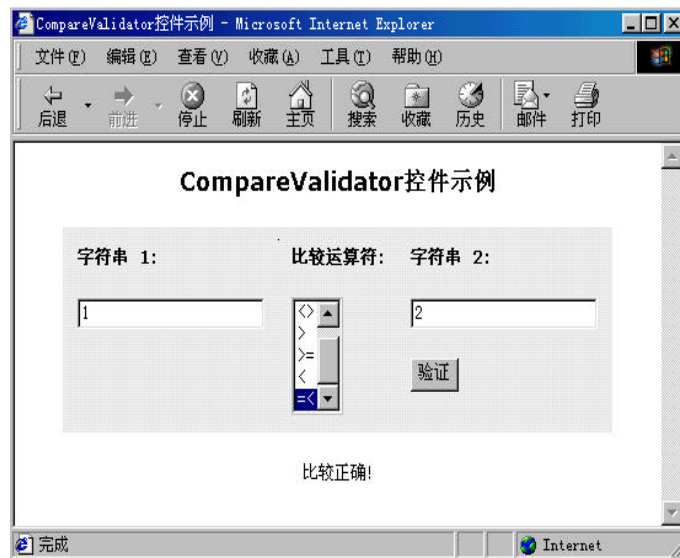 CompareValidator控件示例 - Microsoft Internet Explorer
文件(F) 编辑(E) 查看(V) 收藏(A) 工具(T) 帮助(H)
后退 前进 停止 刷新 主页 搜索 收藏 历史 邮件 打印
CompareValidator控件示例
字符串 1: 比较运算符: 字符串 2:
1 <> 2
>
>=
< 验证
=<
比较正确!
完成 Internet